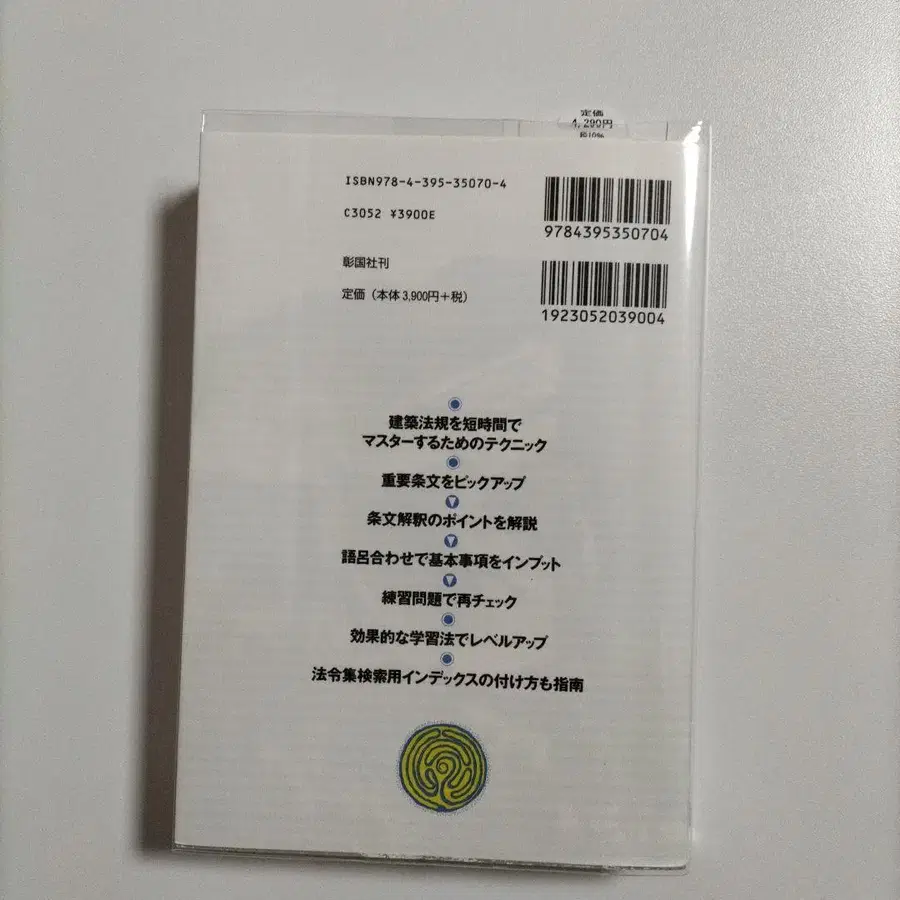 定価
4,290円
税10%
ISBN978-4-395-35070-4
C3052 ¥3900E
9784395350704
彰国社刊
定価（本体3,900円＋税）
1923052039004
建築法規を短時間で
マスターするためのテクニック
重要条文をピックアップ
条文解釈のポイントを解説
語呂合わせで基本事項をインプット
練習問題で再チェック
効果的な学習法でレベルアップ
法令集検索用インデックスの付け方も指南